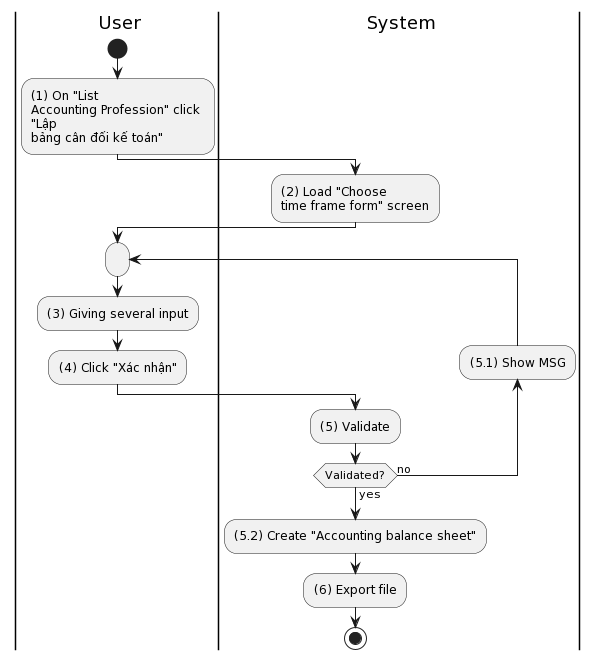 User
System
(1) On "List
Accounting Profession" click
"Lập
bảng cân đối kế toán"
(2) Load "Choose
time frame form" screen
(3) Giving several input
(4) Click "Xác nhận"
(5.1) Show MSG
(5) Validate
Validated?
no
yes
(5.2) Create "Accounting balance sheet"
(6) Export file